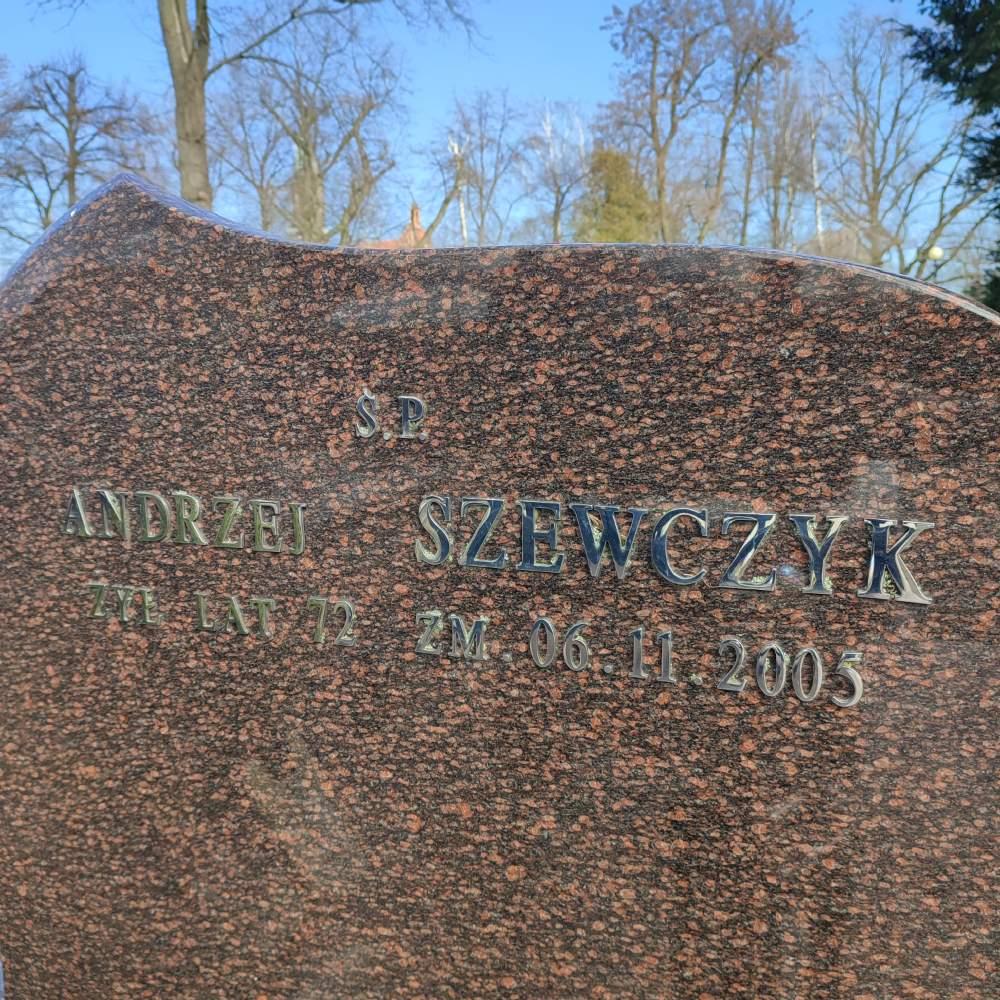 Ś.P.
ANDRZEJ SZEWCZYK
ŻYŁ LAT 72 ZM. 06.11.2005